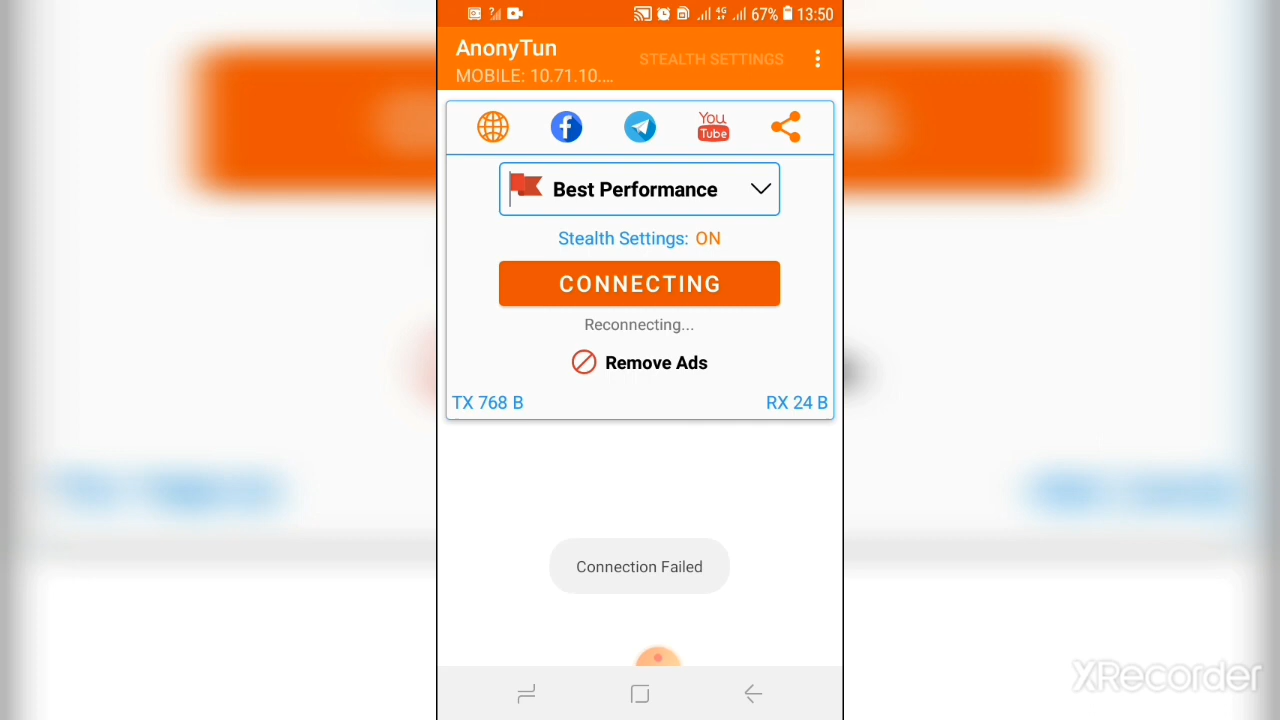 67% 13:50
AnonyTun
STEALTH SETTINGS
MOBILE: 10.71.10....
You
Tube
Best Performance
Stealth Settings: ON
CONNECTING
Reconnecting...
Remove Ads
TX 768 B
RX 24 B
Connection Failed
XRecorder